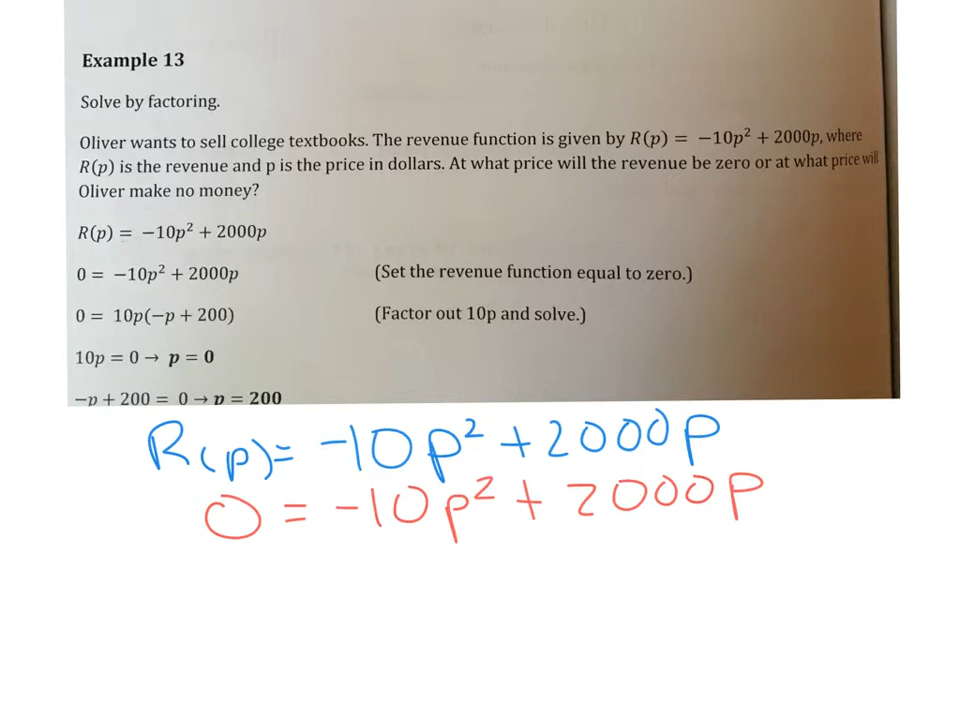 Example 13
Solve by factoring.
Oliver wants to sell college textbooks. The revenue function is given by R(p) = −10p² + 2000p, where
R(p) is the revenue and p is the price in dollars. At what price will the revenue be zero or at what price will
Oliver make no money?
R(p) = −10p² + 2000p
0 = −10p² + 2000p (Set the revenue function equal to zero.)
0 = 10p(−p + 200) (Factor out 10p and solve.)
10p = 0 → p = 0
−p + 200 = 0 → p = 200
R(p) = −10p² + 2000p
0 = −10p² + 2000p